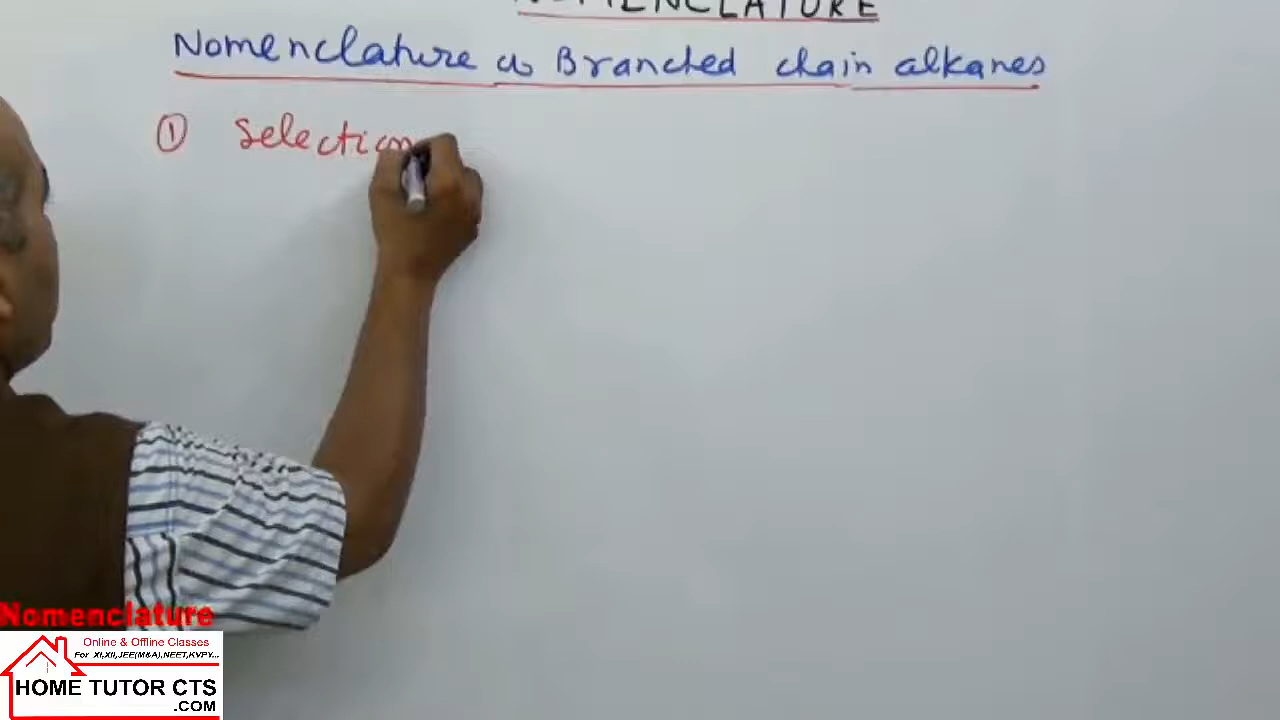 NOMENCLATURE
Nomenclature of Branched chain alkanes
① Selection
Nomenclature
Online & Offline Classes
For XI,XII,JEE(M&A),NEET,KVPY...
HOME TUTOR CTS
.COM